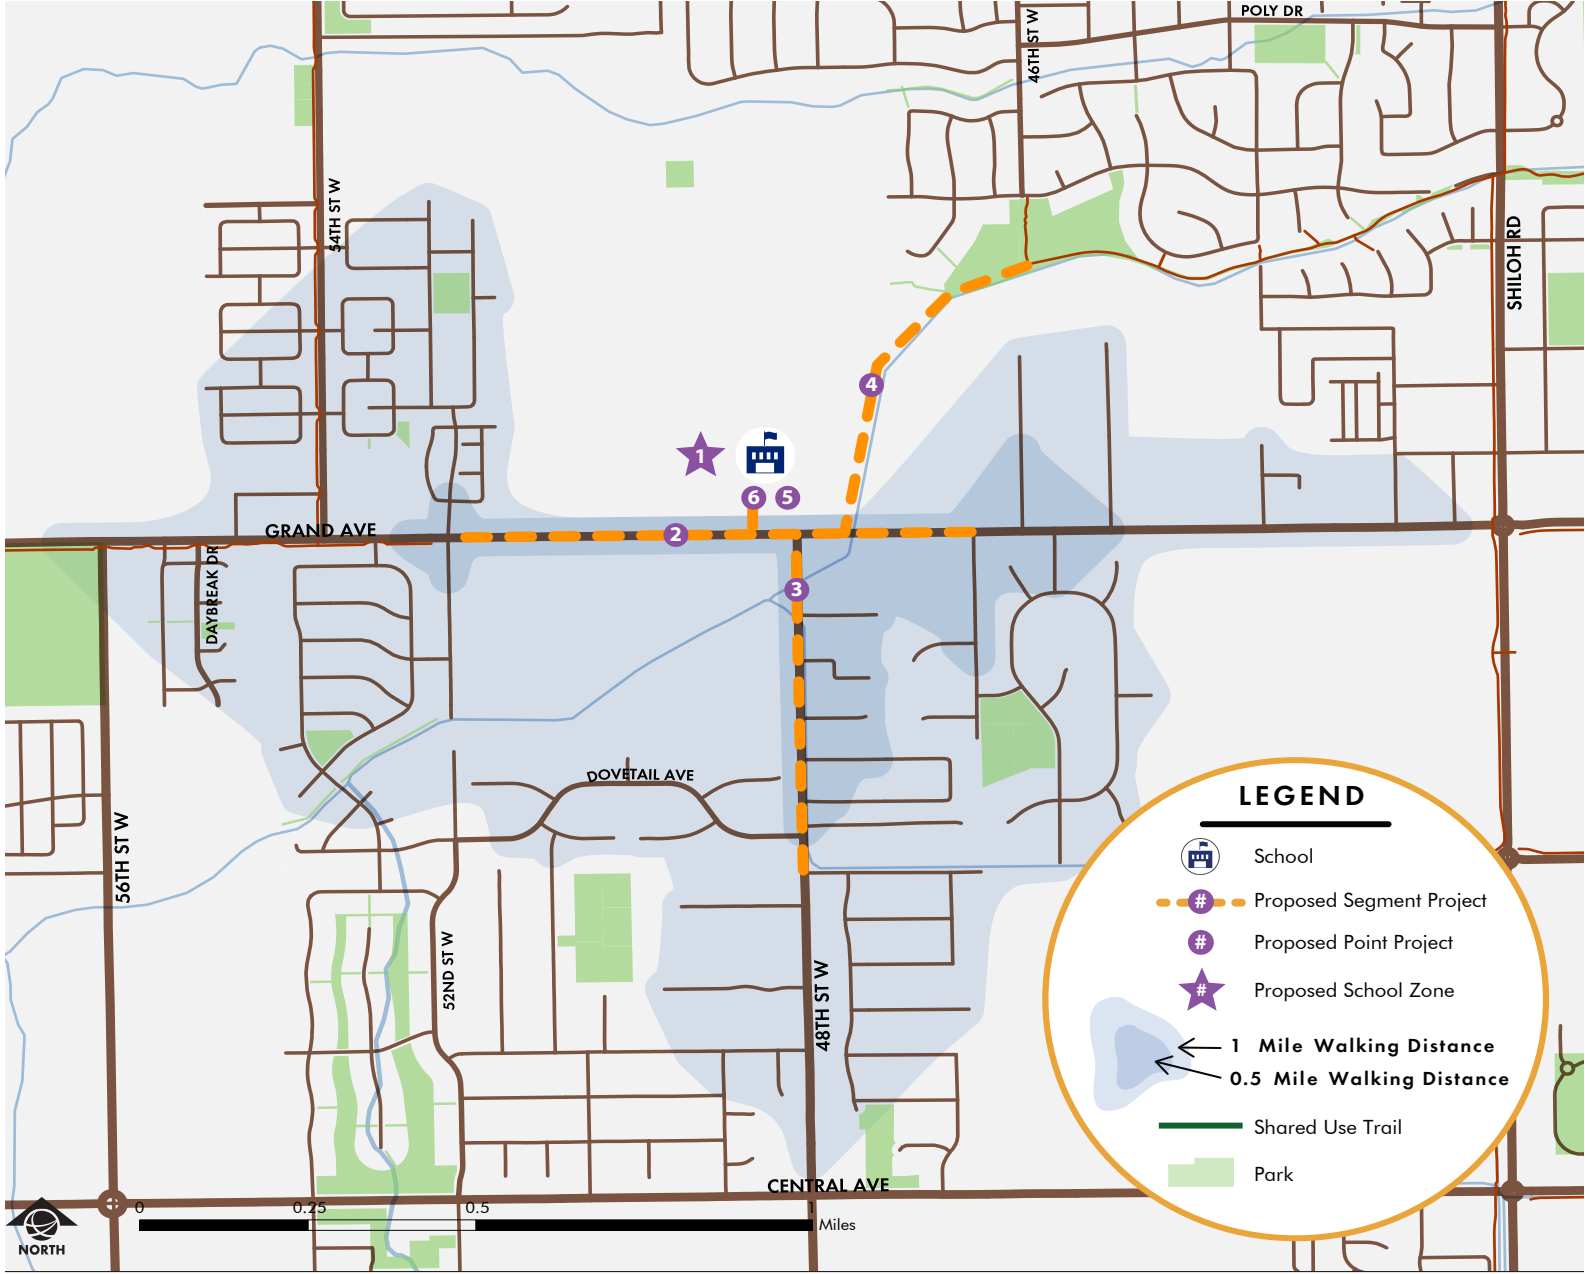 POLY DR
46TH ST W
54TH ST W
SHILOH RD
4
1
6
5
GRAND AVE
2
DAYBREAK DR
3
DOVETAIL AVE
56TH ST W
52ND ST W
48TH ST W
CENTRAL AVE
LEGEND
School
# Proposed Segment Project
# Proposed Point Project
# Proposed School Zone
1 Mile Walking Distance
0.5 Mile Walking Distance
Shared Use Trail
Park
0 0.25 0.5 1
Miles
NORTH